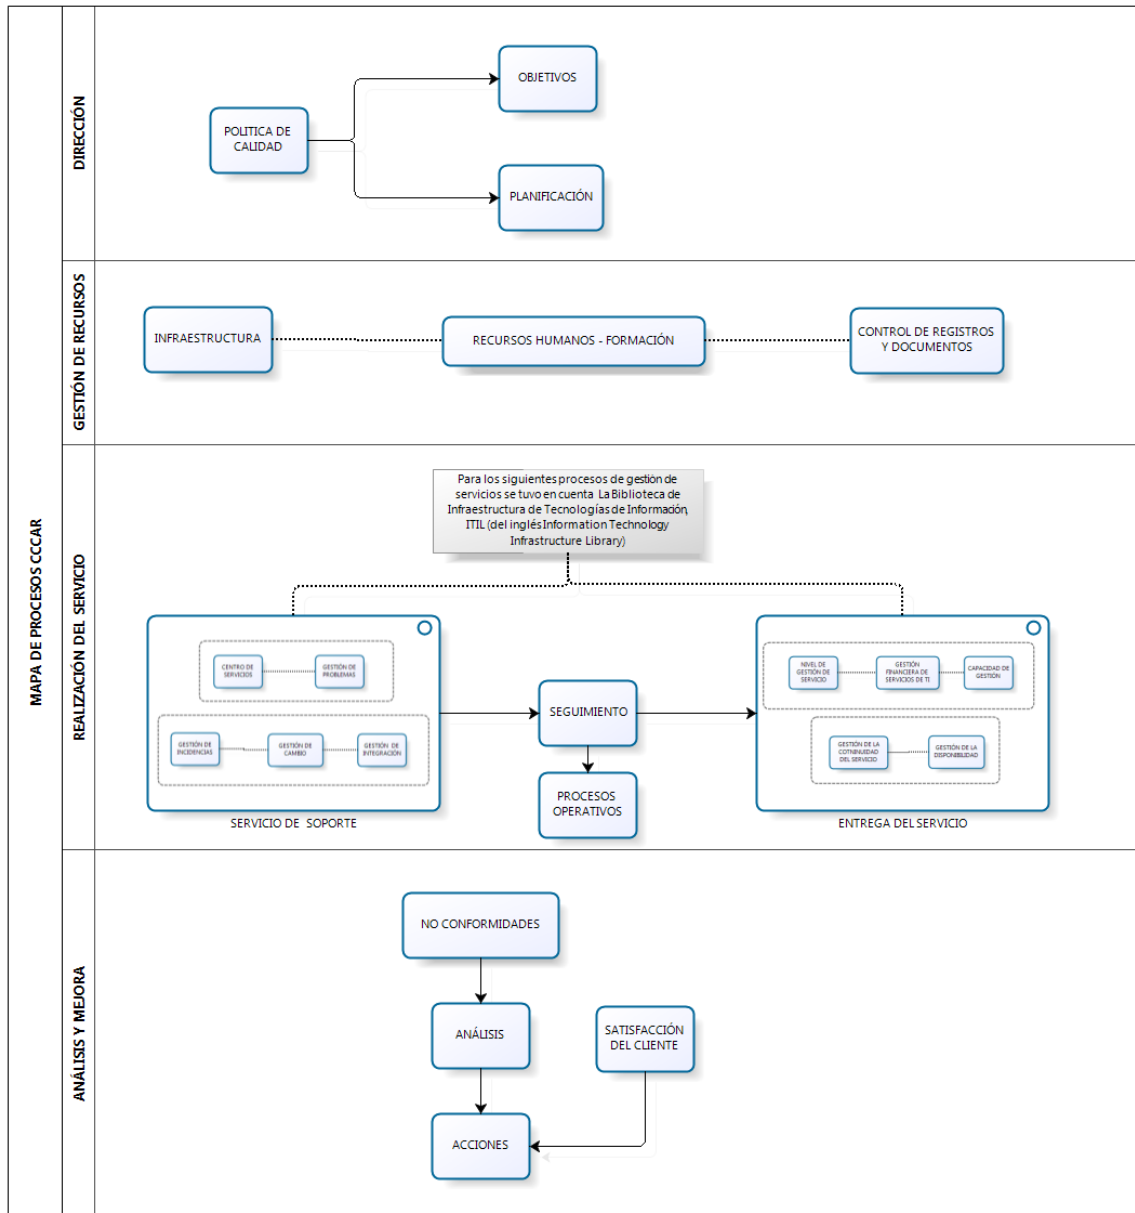 MAPA DE PROCESOS CCCAR
DIRECCIÓN
POLITICA DE
CALIDAD
OBJETIVOS
PLANIFICACIÓN
GESTIÓN DE RECURSOS
INFRAESTRUCTURA
RECURSOS HUMANOS - FORMACIÓN
CONTROL DE REGISTROS
Y DOCUMENTOS
REALIZACIÓN DEL SERVICIO
Para los siguientes procesos de gestión de
servicios se tuvo en cuenta La Biblioteca de
Infraestructura de Tecnologías de Información,
ITIL (del inglés Information Technology
Infrastructure Library)
CENTRO DE
SERVICIOS
GESTIÓN DE
PROBLEMAS
GESTIÓN DE
INCIDENCIAS
GESTIÓN DE
CAMBIO
GESTIÓN DE
INTEGRACIÓN
SERVICIO DE SOPORTE
SEGUIMIENTO
PROCESOS
OPERATIVOS
NIVEL DE
GESTIÓN DE
SERVICIO
GESTIÓN
FINANCIERA DE
SERVICIOS DE TI
CAPACIDAD DE
GESTIÓN
GESTIÓN DE LA
COTNINUIDAD
DEL SERVICIO
GESTIÓN DE LA
DISPONIBILIDAD
ENTREGA DEL SERVICIO
ANÁLISIS Y MEJORA
NO CONFORMIDADES
ANÁLISIS
SATISFACCIÓN
DEL CLIENTE
ACCIONES